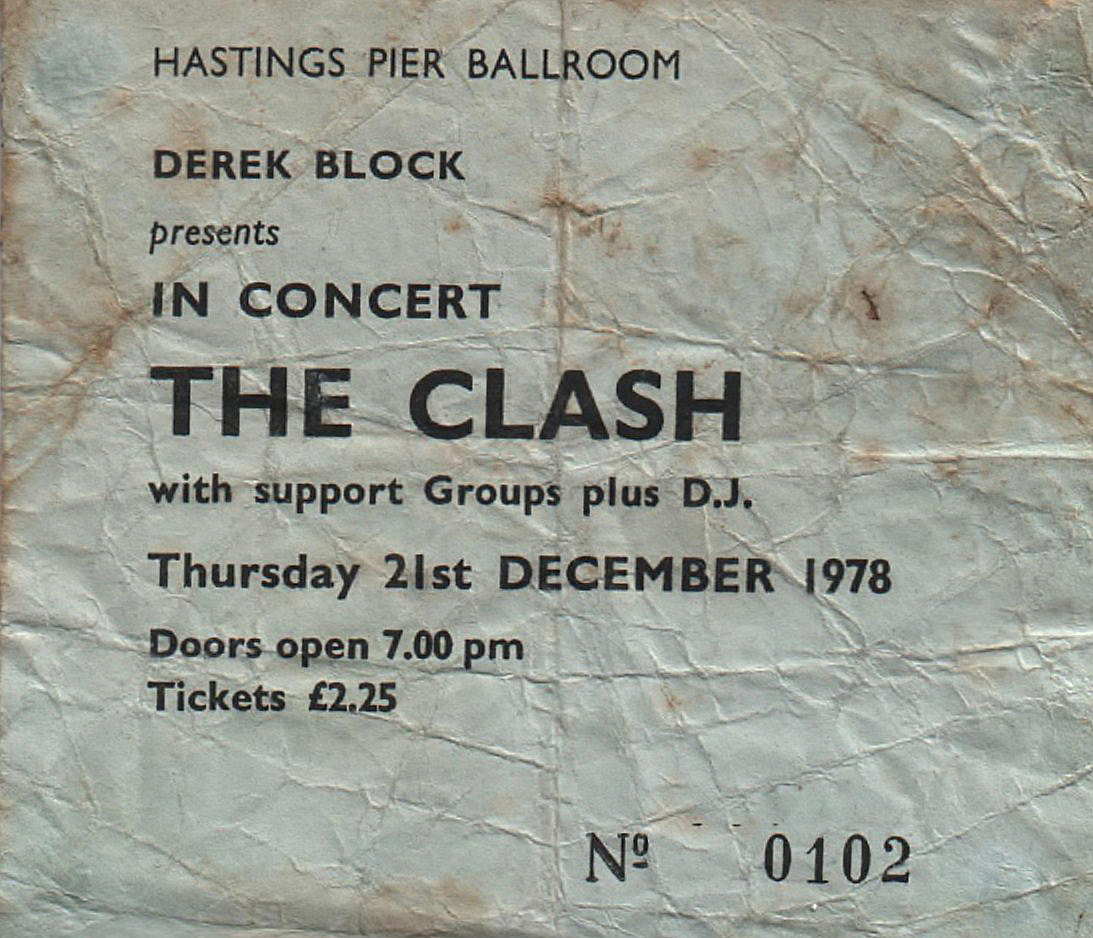 HASTINGS PIER BALLROOM
DEREK BLOCK
presents
IN CONCERT
THE CLASH
with support Groups plus D.J.
Thursday 21st DECEMBER 1978
Doors open 7.00 pm
Tickets £2.25
Nº 0102